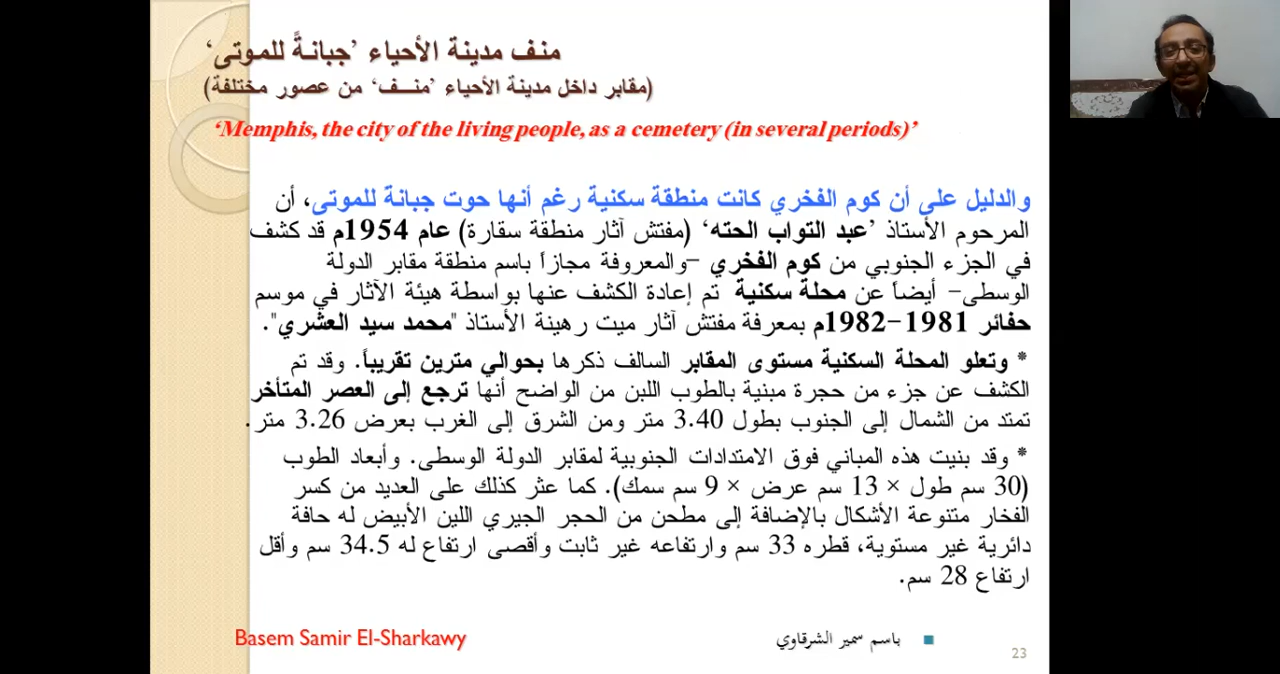 منف مدينة الأحياء ’جبانةً للموتى‘
(مقابر داخل مدينة الأحياء ’منــف‘ من عصور مختلفة)
‘Memphis, the city of the living people, as a cemetery (in several periods)’
والدليل على أن كوم الفخري كانت منطقة سكنية رغم أنها حوت جبانة للموتى، أن
المرحوم الأستاذ ’عبد التواب الحته‘ (مفتش آثار منطقة سقارة) عام 1954م قد كشف
في الجزء الجنوبي من كوم الفخري –والمعروفة مجازاً باسم منطقة مقابر الدولة
الوسطى– أيضاً عن محلة سكنية تم إعادة الكشف عنها بواسطة هيئة الآثار في موسم
حفائر 1981–1982م بمعرفة مفتش آثار ميت رهينة الأستاذ "محمد سيد العشري".
* وتعلو المحلة السكنية مستوى المقابر السالف ذكرها بحوالي مترين تقريباً. وقد تم
الكشف عن جزء من حجرة مبنية بالطوب اللبن من الواضح أنها ترجع إلى العصر المتأخر
تمتد من الشمال إلى الجنوب بطول 3.40 متر ومن الشرق إلى الغرب بعرض 3.26 متر.
* وقد بنيت هذه المباني فوق الامتدادات الجنوبية لمقابر الدولة الوسطى. وأبعاد الطوب
(30 سم طول × 13 سم عرض × 9 سم سمك). كما عثر كذلك على العديد من كسر
الفخار متنوعة الأشكال بالإضافة إلى مطحن من الحجر الجيري اللين الأبيض له حافة
دائرية غير مستوية، قطره 33 سم وارتفاعه غير ثابت وأقصى ارتفاع له 34.5 سم وأقل
ارتفاع 28 سم.
باسم سمير الشرقاوي
Basem Samir El-Sharkawy
23